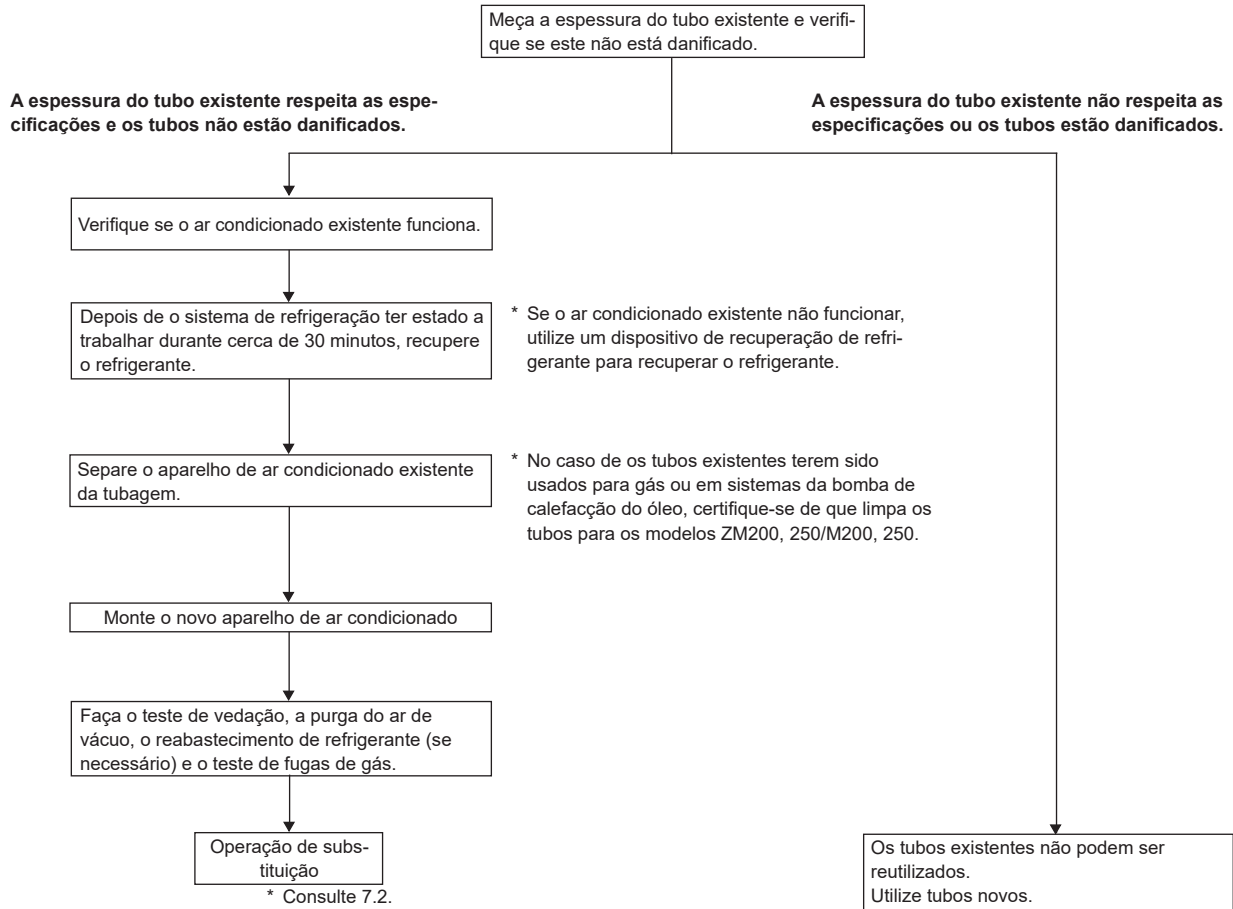 Meça a espessura do tubo existente e verifi-
que se este não está danificado.
A espessura do tubo existente respeita as espe-
cificações e os tubos não estão danificados.
A espessura do tubo existente não respeita as
especificações ou os tubos estão danificados.
Verifique se o ar condicionado existente funciona.
Depois de o sistema de refrigeração ter estado a
trabalhar durante cerca de 30 minutos, recupere
o refrigerante.
* Se o ar condicionado existente não funcionar,
utilize um dispositivo de recuperação de refri-
gerante para recuperar o refrigerante.
Separe o aparelho de ar condicionado existente
da tubagem.
* No caso de os tubos existentes terem sido
usados para gás ou em sistemas da bomba de
calefacção do óleo, certifique-se de que limpa os
tubos para os modelos ZM200, 250/M200, 250.
Monte o novo aparelho de ar condicionado
Faça o teste de vedação, a purga do ar de
vácuo, o reabastecimento de refrigerante (se
necessário) e o teste de fugas de gás.
Operação de subs-
tituição
* Consulte 7.2.
Os tubos existentes não podem ser
reutilizados.
Utilize tubos novos.